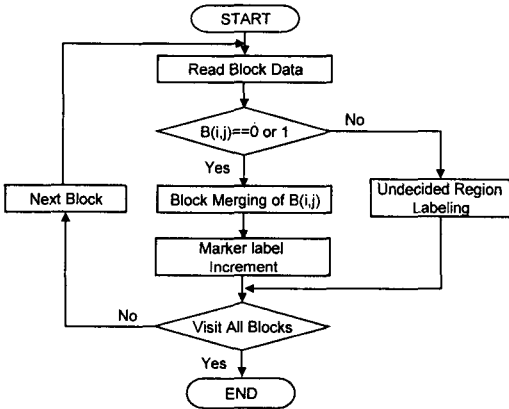 START
Read Block Data
B(i,j)==0 or 1
No
Yes
Next Block
Block Merging of B(i,j)
Undecided Region
Labeling
Marker label
Increment
No
Visit All Blocks
Yes
END